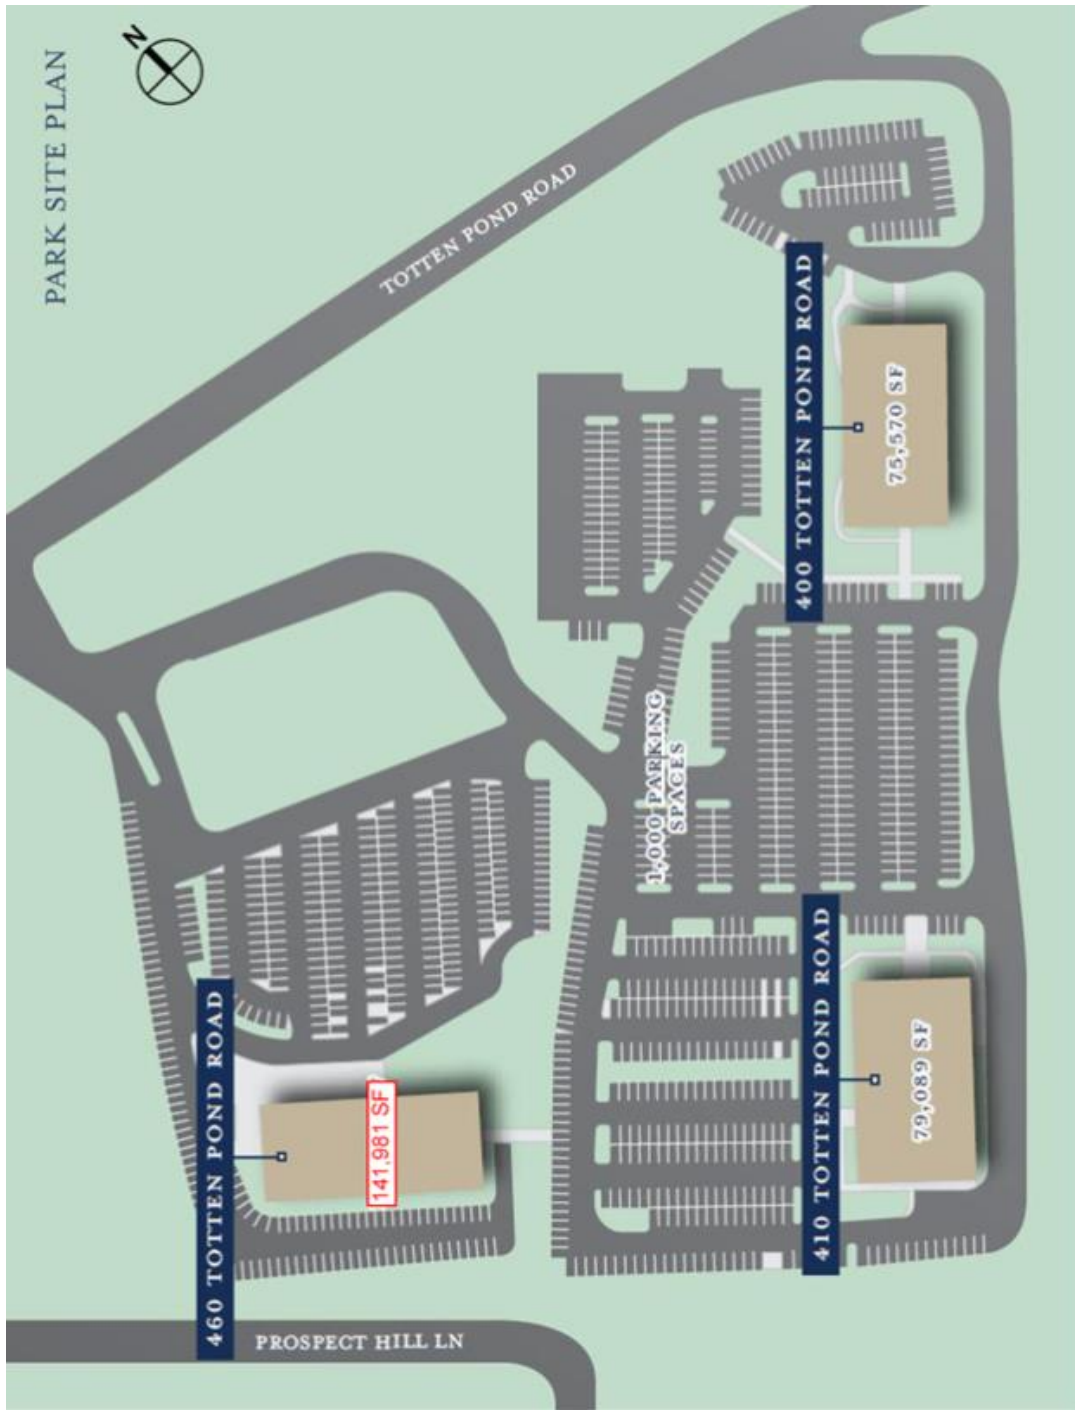 PARK SITE PLAN
N
TOTTEN POND ROAD
400 TOTTEN POND ROAD
75,570 SF
1,000 PARKING
SPACES
460 TOTTEN POND ROAD
141,981 SF
410 TOTTEN POND ROAD
79,089 SF
PROSPECT HILL LN